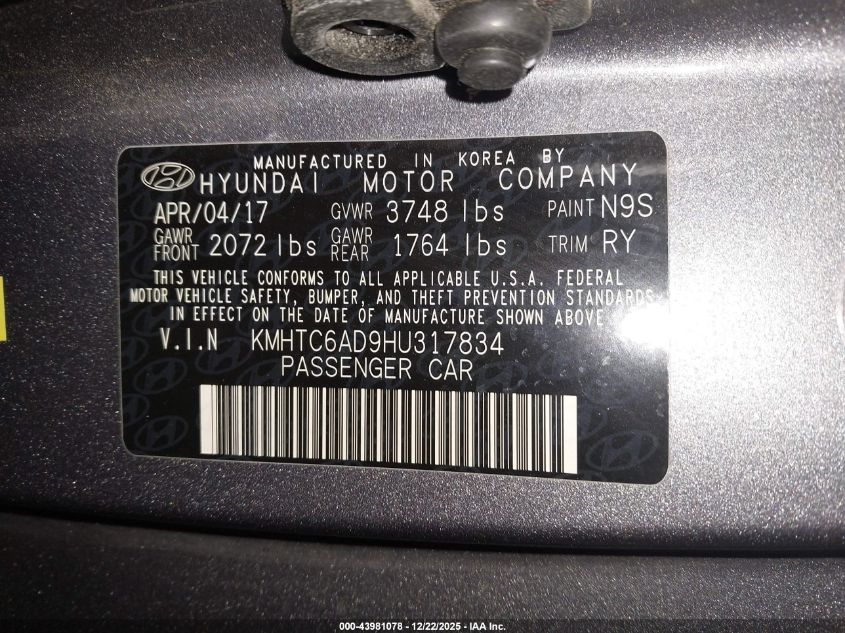 MANUFACTURED IN KOREA BY
HYUNDAI MOTOR COMPANY
APR/04/17 GVWR 3748 lbs PAINT N9S
GAWR FRONT 2072 lbs GAWR REAR 1764 lbs TRIM RY
THIS VEHICLE CONFORMS TO ALL APPLICABLE U.S.A. FEDERAL
MOTOR VEHICLE SAFETY, BUMPER, AND THEFT PREVENTION STANDARDS
IN EFFECT ON THE DATE OF MANUFACTURE SHOWN ABOVE
V.I.N KMHTC6AD9HU317834
PASSENGER CAR
000-43981078 - 12/22/2025 - IAA Inc.